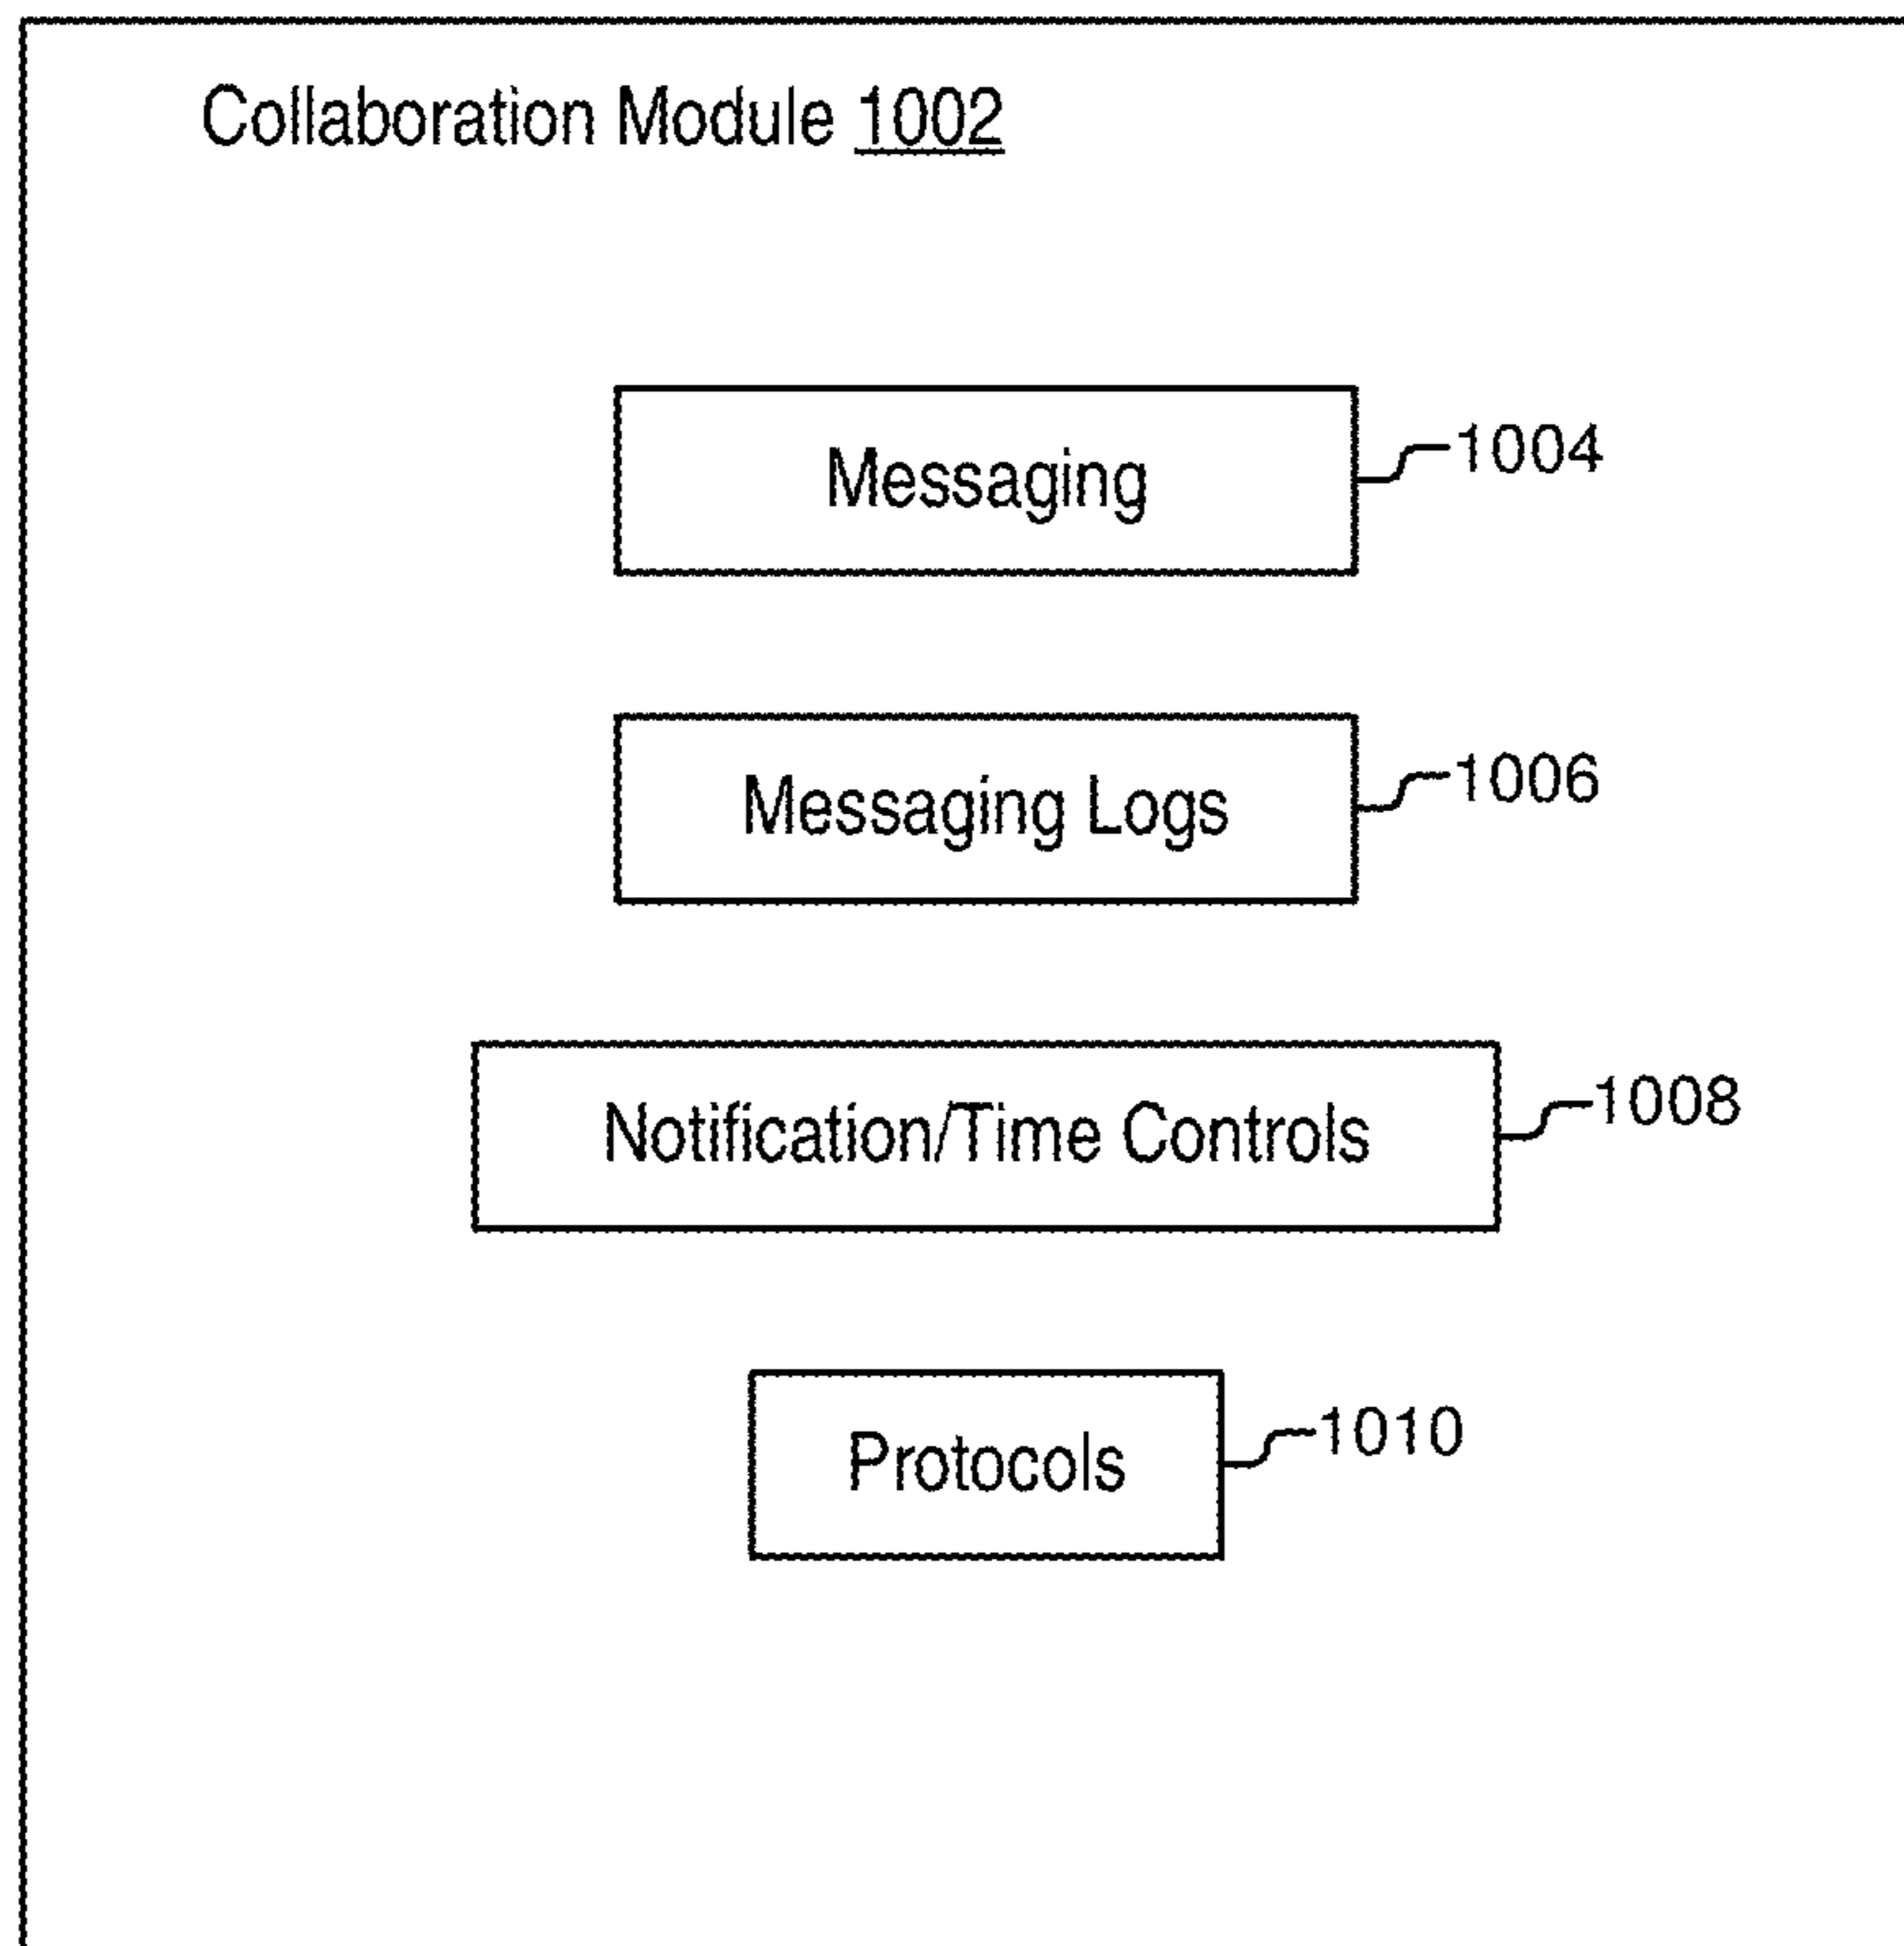 Collaboration Module 1002
Messaging
1004
Messaging Logs
1006
Notification/Time Controls
1008
Protocols
1010